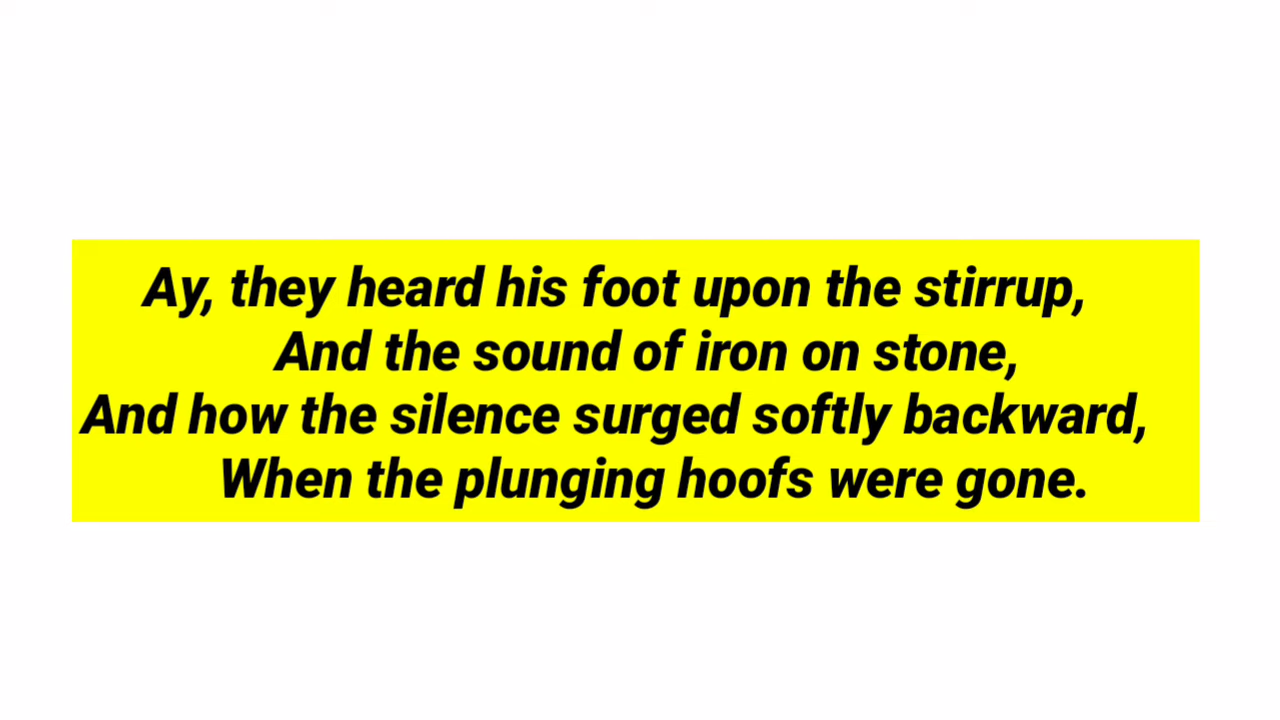 Ay, they heard his foot upon the stirrup,
And the sound of iron on stone,
And how the silence surged softly backward,
When the plunging hoofs were gone.